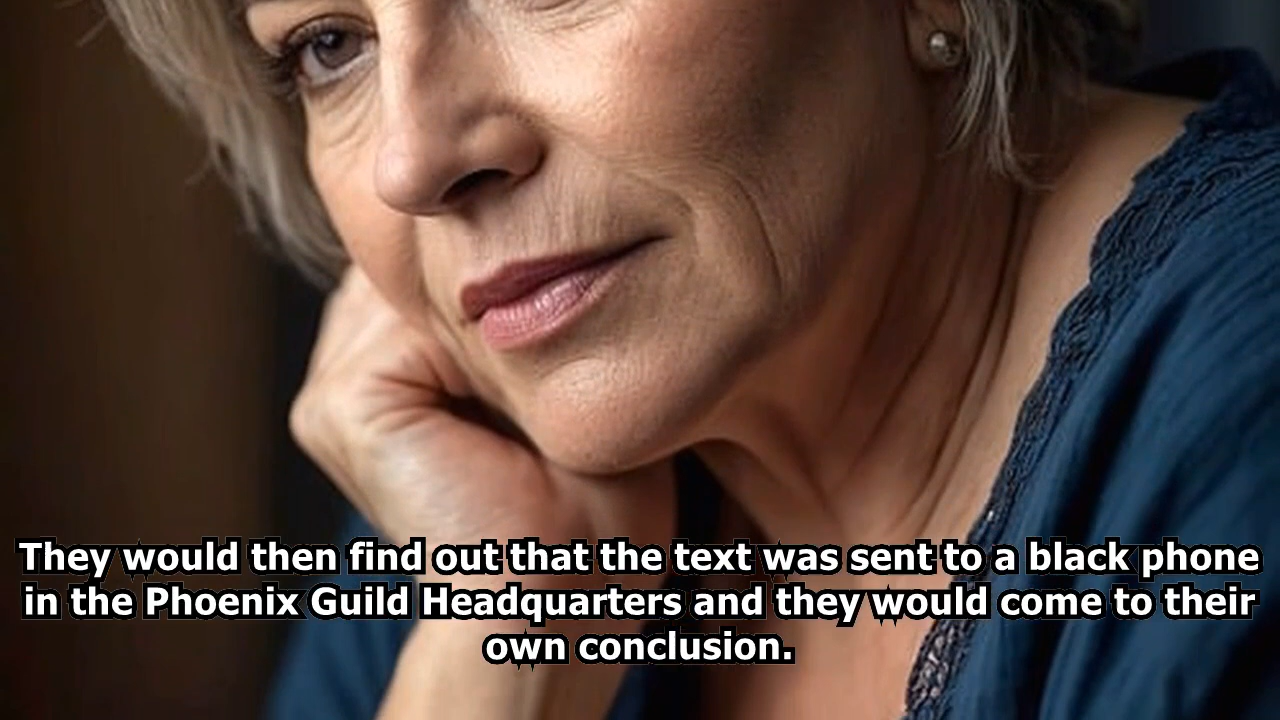 They would then find out that the text was sent to a black phone
in the Phoenix Guild Headquarters and they would come to their
own conclusion.